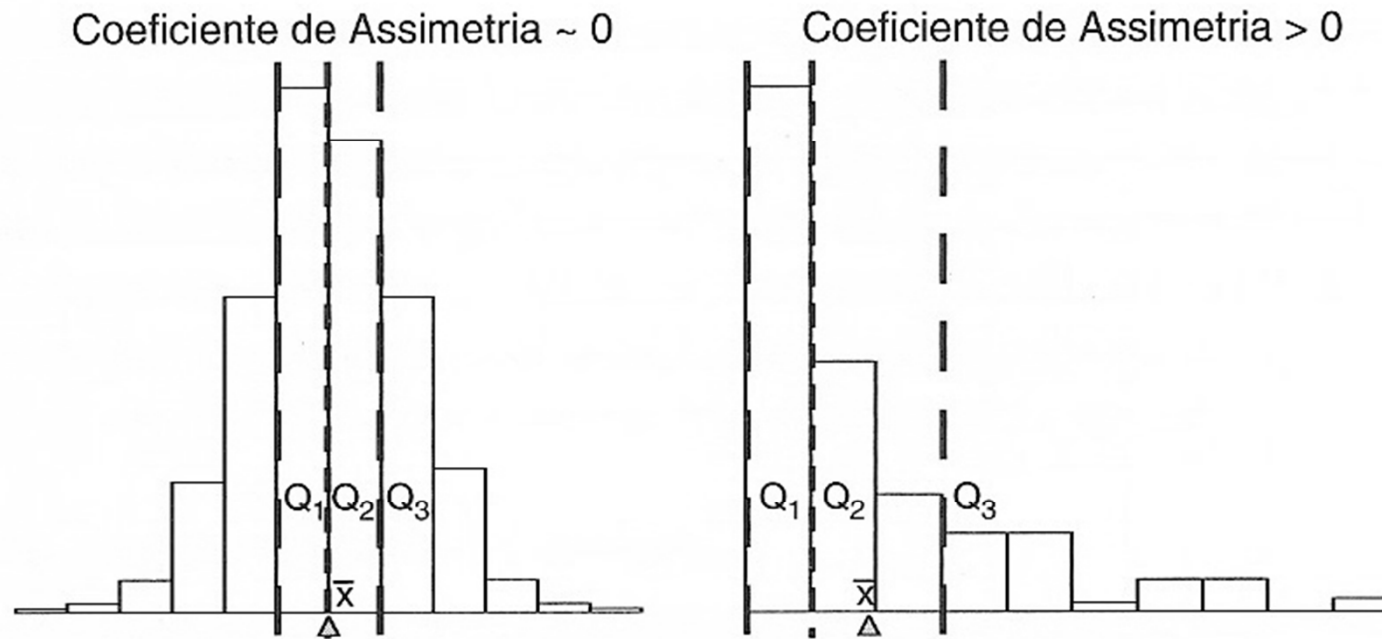 Coeficiente de Assimetria ~ 0
Q₁ Q₂ Q₃
x̅
Coeficiente de Assimetria > 0
Q₁ Q₂ Q₃
x̅